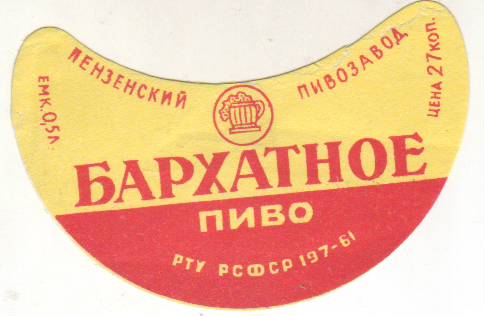 ПЕНЗЕНСКИЙ ПИВОЗАВОД
ЕМК. 0,5 Л.
ЦЕНА 27 КОП.
БАРХАТНОЕ
ПИВО
РТУ РСФСР 197-61